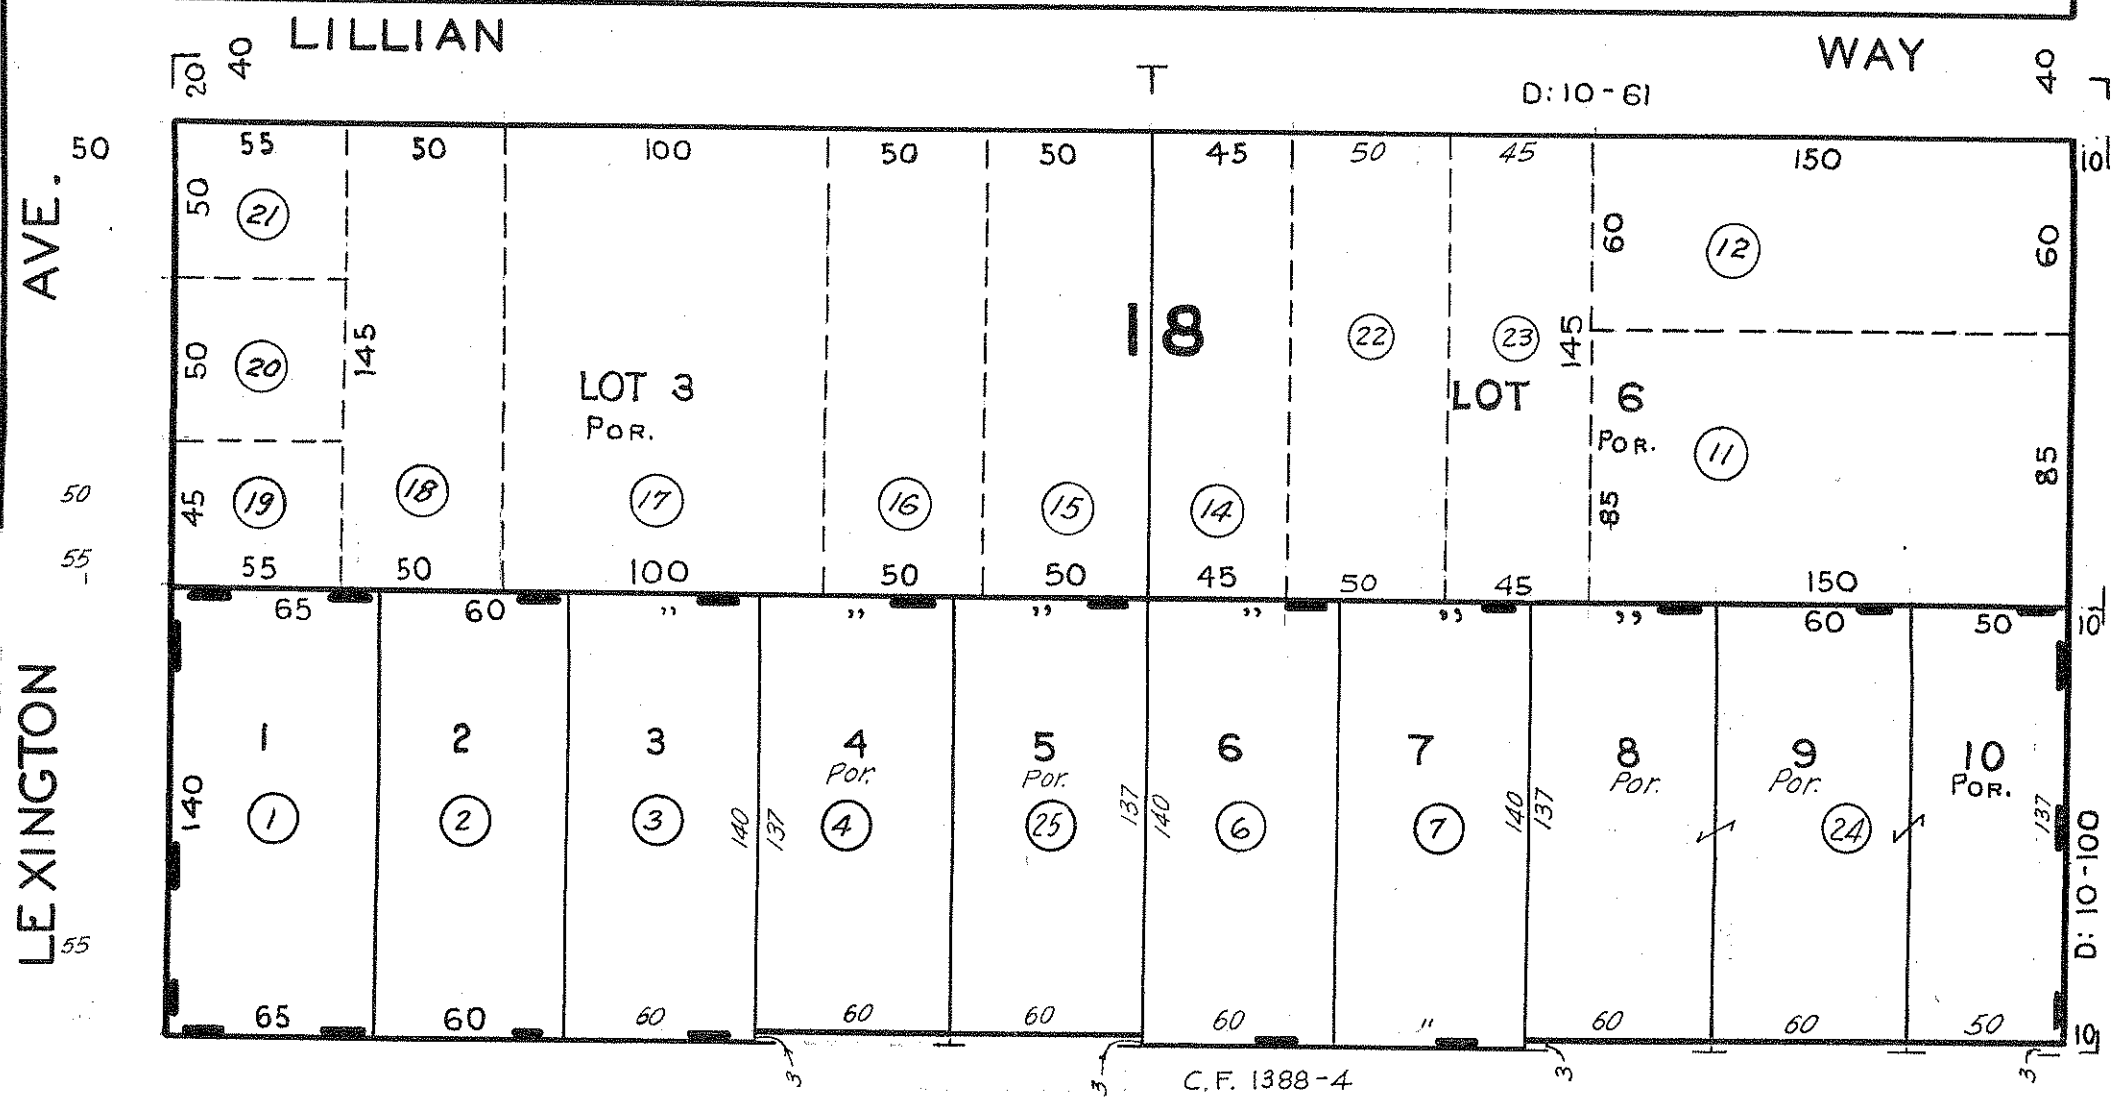 LILLIAN WAY
20 40 40
D:10-61
50 55 50 100 50 50 45 50 45 150 10
AVE.
50 21 60 12 60
50 20 145 18 22 23 145
LOT 3 LOT 6
POR. POR.
50 45 19 18 17 16 15 14 85 11 85
55 55 50 100 50 50 45 50 45 150
65 60 " " " " " " 60 50 10
LEXINGTON
1 2 3 4 5 6 7 8 9 10
Por. Por. Por. Por. POR.
140 1 2 3 140 137 4 25 137 140 6 7 140 137 24 137
D:10-100
55
65 60 60 60 60 60 " 60 60 50 10
3 3 3 3
C.F. 1388-4